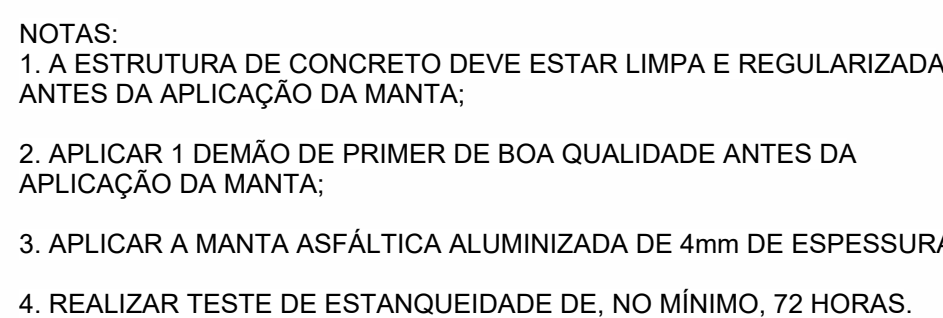 NOTAS:
1. A ESTRUTURA DE CONCRETO DEVE ESTAR LIMPA E REGULARIZADA
ANTES DA APLICAÇÃO DA MANTA;
2. APLICAR 1 DEMÃO DE PRIMER DE BOA QUALIDADE ANTES DA
APLICAÇÃO DA MANTA;
3. APLICAR A MANTA ASFÁLTICA ALUMINIZADA DE 4mm DE ESPESSURA
4. REALIZAR TESTE DE ESTANQUEIDADE DE, NO MÍNIMO, 72 HORAS.